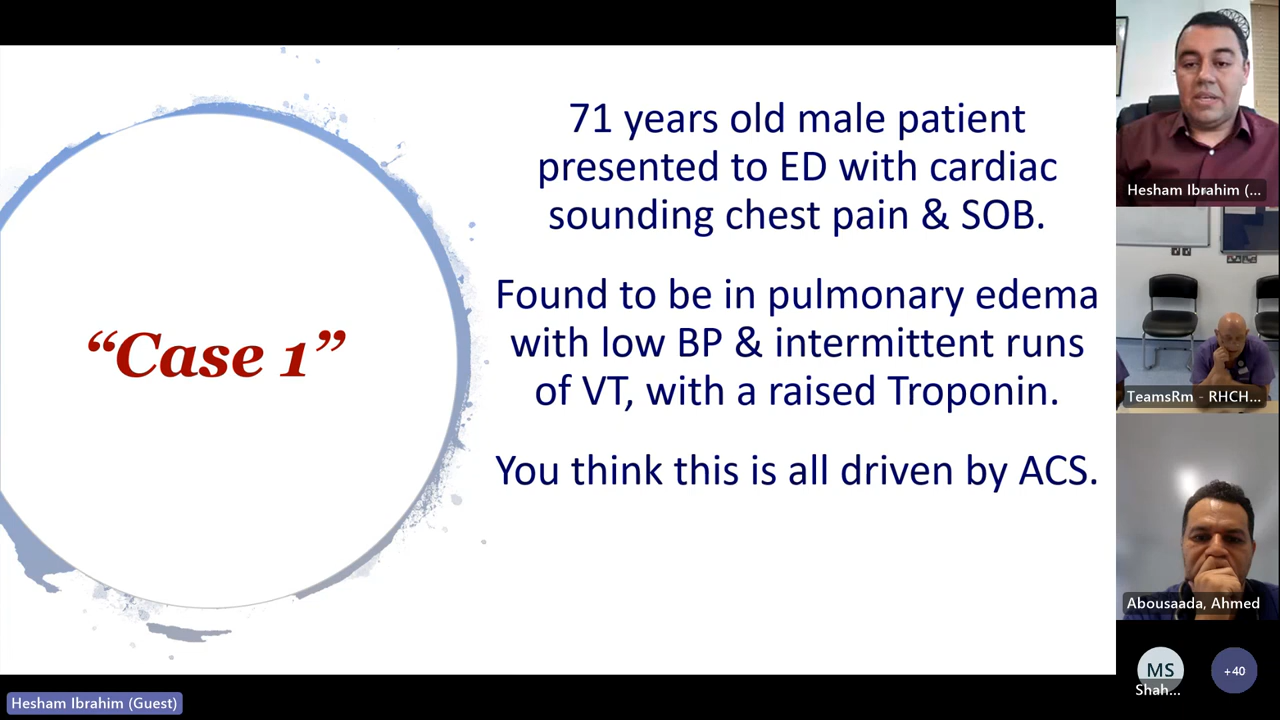 71 years old male patient
presented to ED with cardiac
sounding chest pain & SOB.
Found to be in pulmonary edema
with low BP & intermittent runs
of VT, with a raised Troponin.
You think this is all driven by ACS.
“Case 1”
Hesham Ibrahim (...
TeamsRm - RHCH...
Abousaada, Ahmed
MS
Shah...
+40
Hesham Ibrahim (Guest)